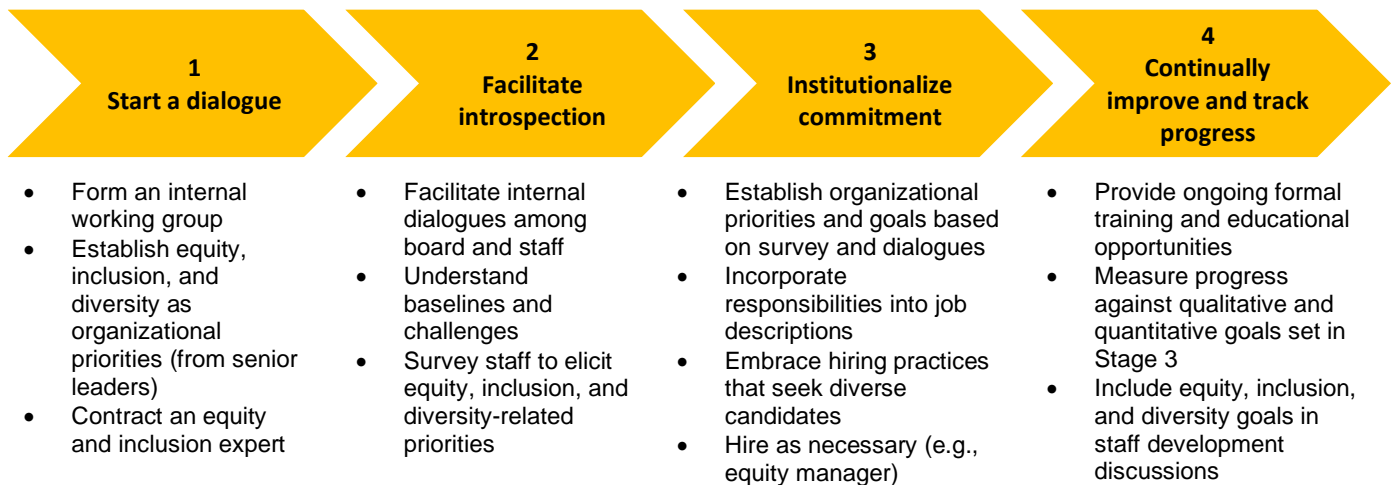 1
Start a dialogue
2
Facilitate
introspection
3
Institutionalize
commitment
4
Continually
improve and track
progress
• Form an internal
working group
• Establish equity,
inclusion, and
diversity as
organizational
priorities (from senior
leaders)
• Contract an equity
and inclusion expert
• Facilitate internal
dialogues among
board and staff
• Understand
baselines and
challenges
• Survey staff to elicit
equity, inclusion, and
diversity-related
priorities
• Establish organizational
priorities and goals based
on survey and dialogues
• Incorporate
responsibilities into job
descriptions
• Embrace hiring practices
that seek diverse
candidates
• Hire as necessary (e.g.,
equity manager)
• Provide ongoing formal
training and educational
opportunities
• Measure progress
against qualitative and
quantitative goals set in
Stage 3
• Include equity, inclusion,
and diversity goals in
staff development
discussions